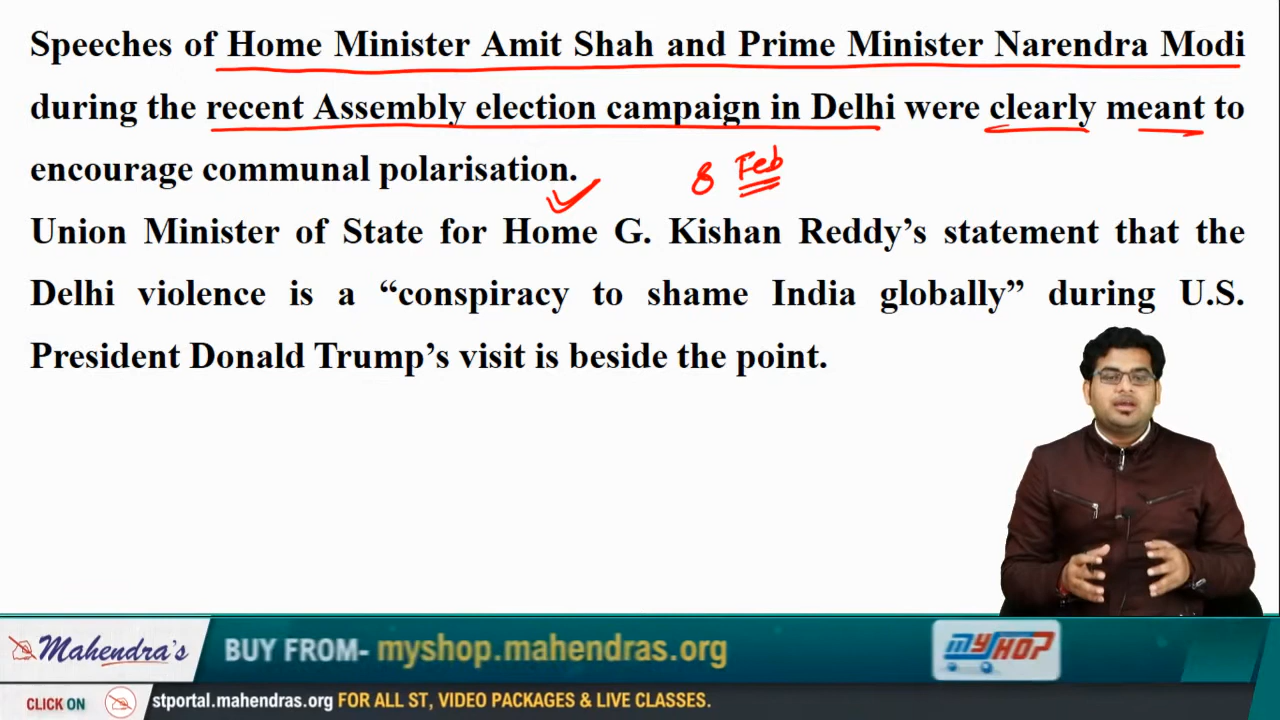 Speeches of Home Minister Amit Shah and Prime Minister Narendra Modi
during the recent Assembly election campaign in Delhi were clearly meant to
encourage communal polarisation.
8 Feb
Union Minister of State for Home G. Kishan Reddy’s statement that the
Delhi violence is a “conspiracy to shame India globally” during U.S.
President Donald Trump’s visit is beside the point.
Mahendra's
BUY FROM- myshop.mahendras.org
MYSHOP
CLICK ON
stportal.mahendras.org FOR ALL ST, VIDEO PACKAGES & LIVE CLASSES.